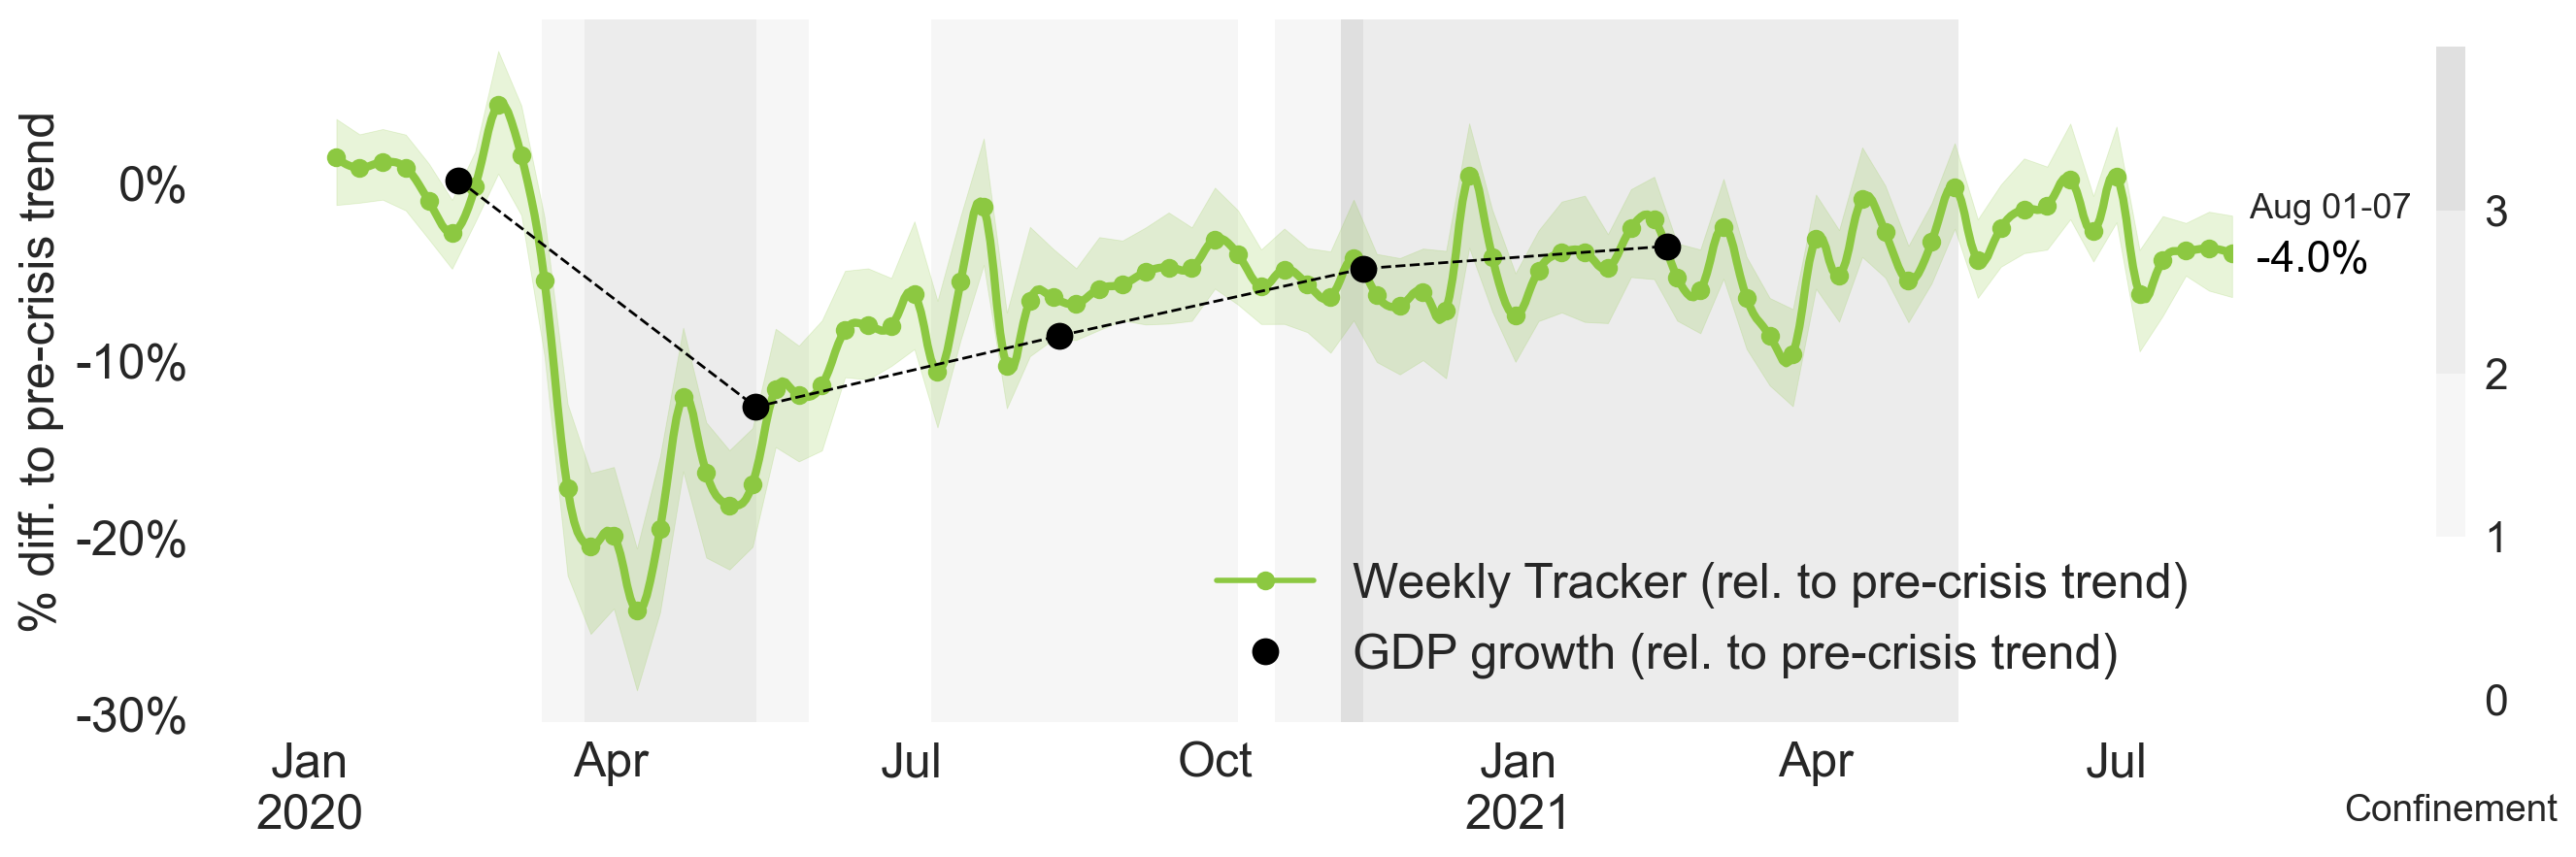 % diff. to pre-crisis trend
0%
-10%
-20%
-30%
Jan
2020
Apr
Jul
Oct
Jan
2021
Apr
Jul
Aug 01-07
-4.0%
Weekly Tracker (rel. to pre-crisis trend)
GDP growth (rel. to pre-crisis trend)
3
2
1
0
Confinement